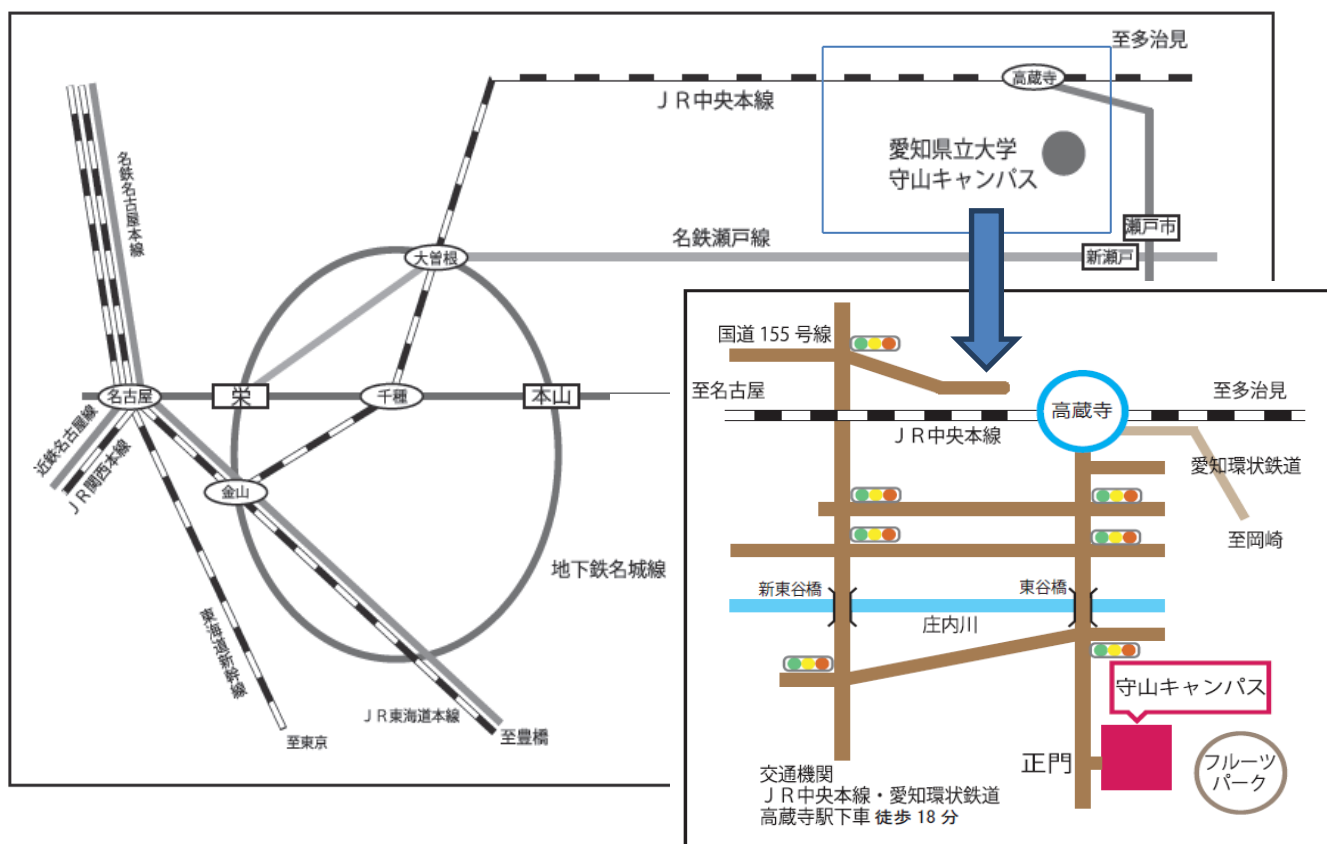 至多治見
高蔵寺
ＪＲ中央本線
愛知県立大学
守山キャンパス
名鉄名古屋本線
名鉄瀬戸線
瀬戸市
新瀬戸
大曽根
名古屋
栄
千種
本山
近鉄名古屋線
ＪＲ関西本線
金山
地下鉄名城線
東海道新幹線
ＪＲ東海道本線
至東京
至豊橋
国道 155 号線
至名古屋
高蔵寺
至多治見
ＪＲ中央本線
愛知環状鉄道
至岡崎
新東谷橋
東谷橋
庄内川
守山キャンパス
正門
フルーツ
パーク
交通機関
ＪＲ中央本線・愛知環状鉄道
高蔵寺駅下車 徒歩 18 分